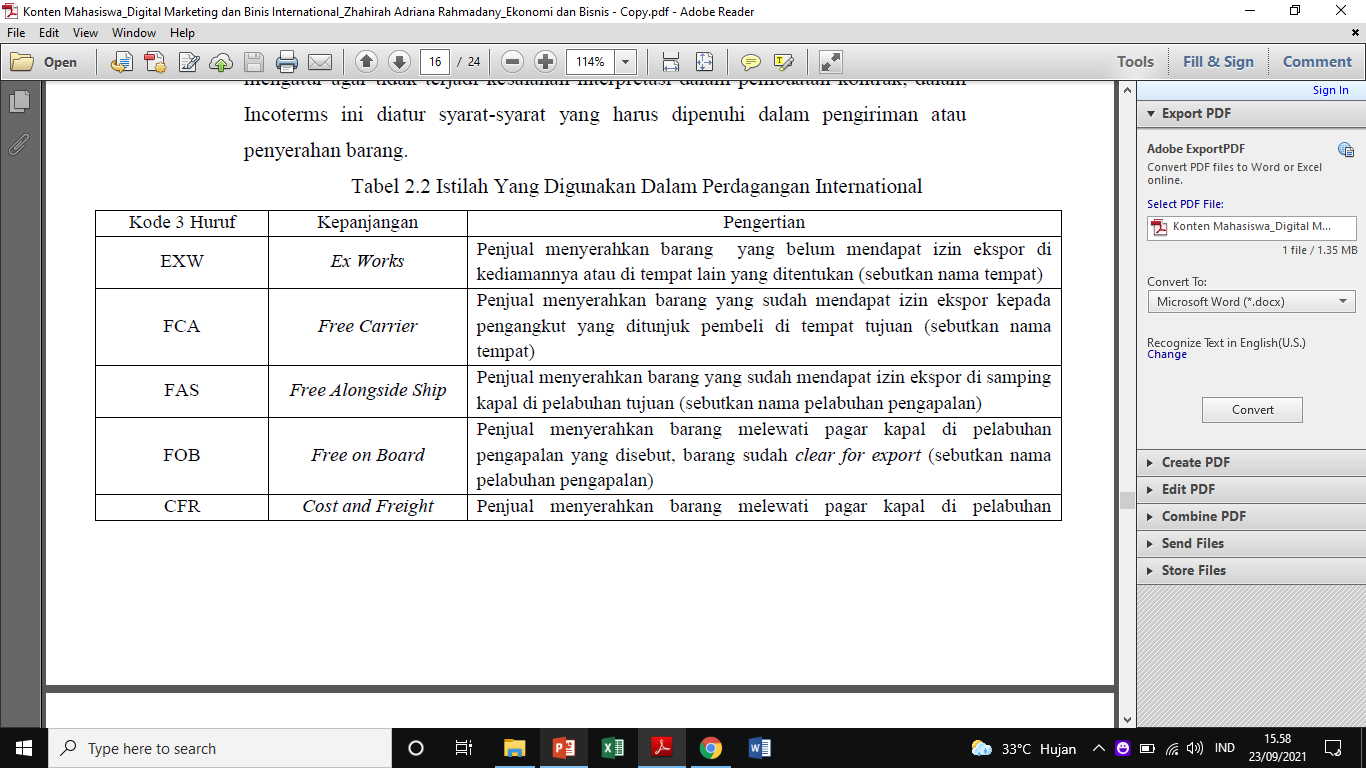 Konten Mahasiswa_Digital Marketing dan Binis International_Zhahirah Adriana Rahmadany_Ekonomi dan Bisnis - Copy.pdf - Adobe Reader
File Edit View Window Help
Open 16 / 24 114% Tools Fill & Sign Comment
Incoterms ini diatur syarat-syarat yang harus dipenuhi dalam pengiriman atau
penyerahan barang.
Tabel 2.2 Istilah Yang Digunakan Dalam Perdagangan International
Kode 3 Huruf Kepanjangan Pengertian
EXW Ex Works Penjual menyerahkan barang yang belum mendapat izin ekspor di
kediamannya atau di tempat lain yang ditentukan (sebutkan nama tempat)
FCA Free Carrier Penjual menyerahkan barang yang sudah mendapat izin ekspor kepada
pengangkut yang ditunjuk pembeli di tempat tujuan (sebutkan nama
tempat)
FAS Free Alongside Ship Penjual menyerahkan barang yang sudah mendapat izin ekspor di samping
kapal di pelabuhan tujuan (sebutkan nama pelabuhan pengapalan)
FOB Free on Board Penjual menyerahkan barang melewati pagar kapal di pelabuhan
pengapalan yang disebut, barang sudah clear for export (sebutkan nama
pelabuhan pengapalan)
CFR Cost and Freight Penjual menyerahkan barang melewati pagar kapal di pelabuhan
Sign In
Export PDF
Adobe ExportPDF
Convert PDF files to Word or Excel
online.
Select PDF File:
Konten Mahasiswa_Digital M...
1 file / 1.35 MB
Convert To:
Microsoft Word (*.docx)
Recognize Text in English(U.S.)
Change
Convert
Create PDF
Edit PDF
Combine PDF
Send Files
Store Files
Type here to search
33°C Hujan
IND
15.58
23/09/2021